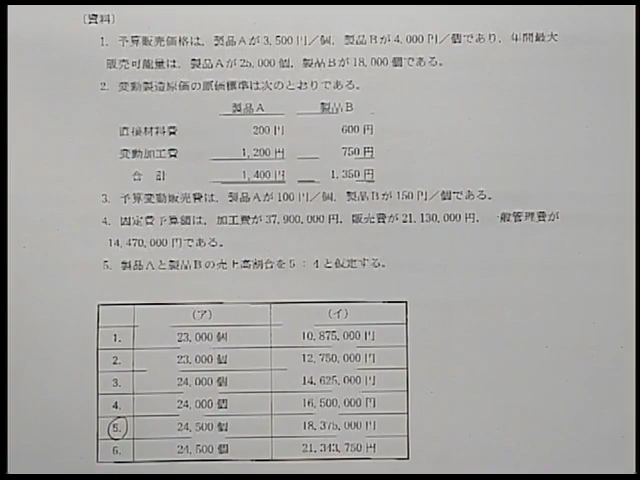 〔資料〕
1. 予算販売価格は，製品Aが3,500円／個，製品Bが4,000円／個であり，年間最大
販売可能量は，製品Aが25,000個，製品Bが18,000個である。
2. 変動製造原価の原価標準は次のとおりである。
製品A 製品B
直接材料費 200円 600円
変動加工費 1,200円 750円
合 計 1,400円 1,350円
3. 予算変動販売費は，製品Aが100円／個，製品Bが150円／個である。
4. 固定費予算額は，加工費が37,900,000円，販売費が21,130,000円，一般管理費が
14,470,000円である。
5. 製品Aと製品Bの売上高割合を5：4と仮定する。
（ア） （イ）
1. 23,000個 10,875,000円
2. 23,000個 12,750,000円
3. 24,000個 14,625,000円
4. 24,000個 16,500,000円
5. 24,500個 18,375,000円
6. 24,500個 21,343,750円